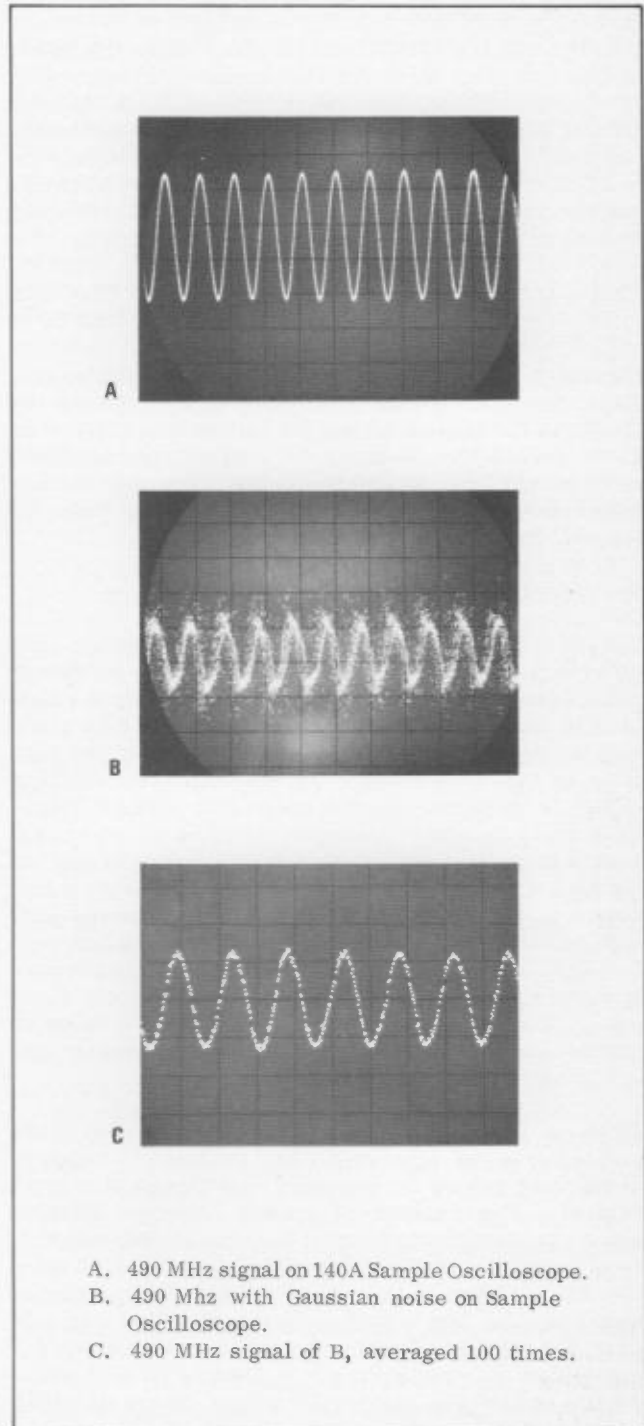 A
B
C
A. 490 MHz signal on 140A Sample Oscilloscope.
B. 490 Mhz with Gaussian noise on Sample
Oscilloscope.
C. 490 MHz signal of B, averaged 100 times.